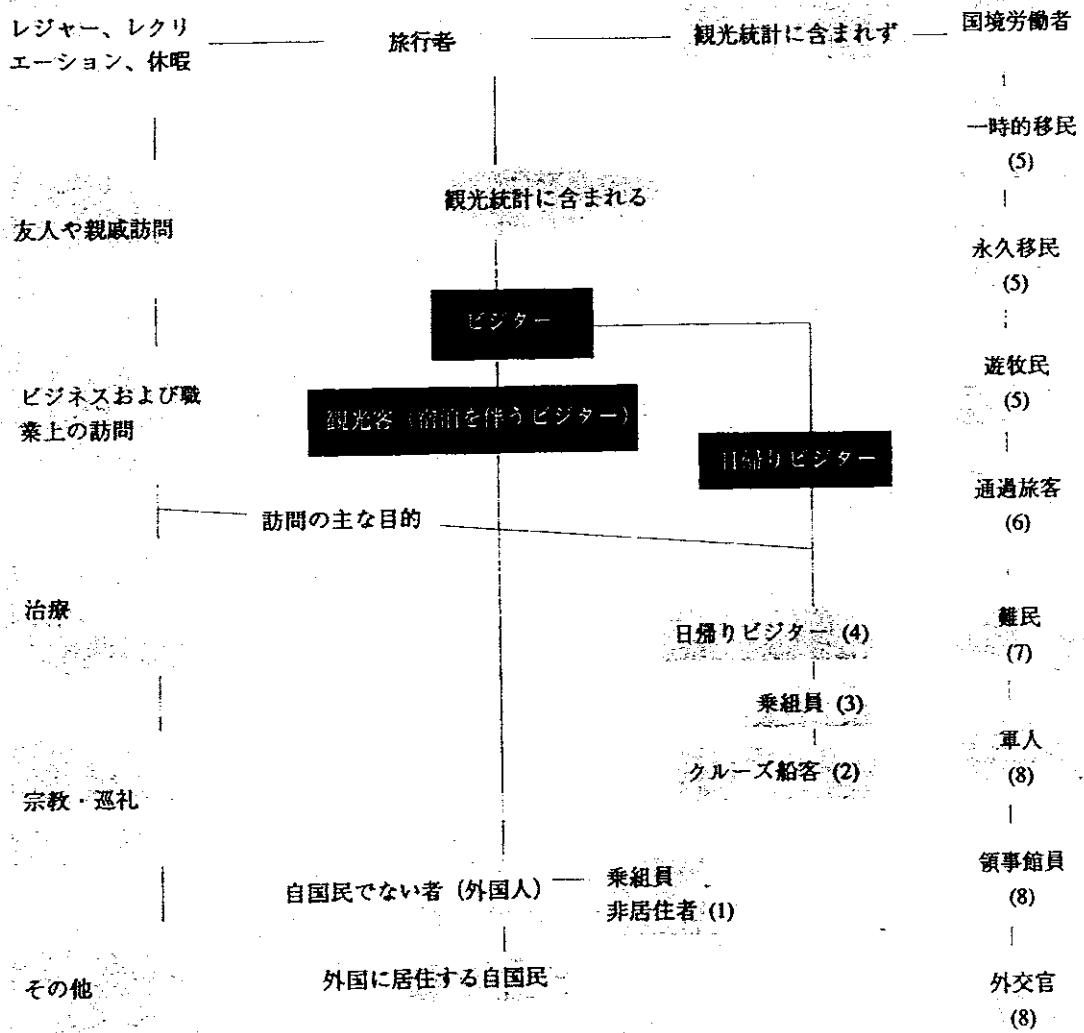 レジャー、レクリ
エーション、休暇
旅行者
観光統計に含まれず
国境労働者
一時的移民
(5)
観光統計に含まれる
友人や親戚訪問
永久移民
(5)
ビジター
遊牧民
(5)
ビジネスおよび職
業上の訪問
観光客（宿泊を伴うビジター）
日帰りビジター
通過旅客
(6)
訪問の主な目的
治療
日帰りビジター (4)
難民
(7)
乗組員 (3)
軍人
(8)
クルーズ船客 (2)
宗教・巡礼
領事館員
(8)
自国民でない者（外国人）
乗組員
非居住者 (1)
外国に居住する自国民
その他
外交官
(8)